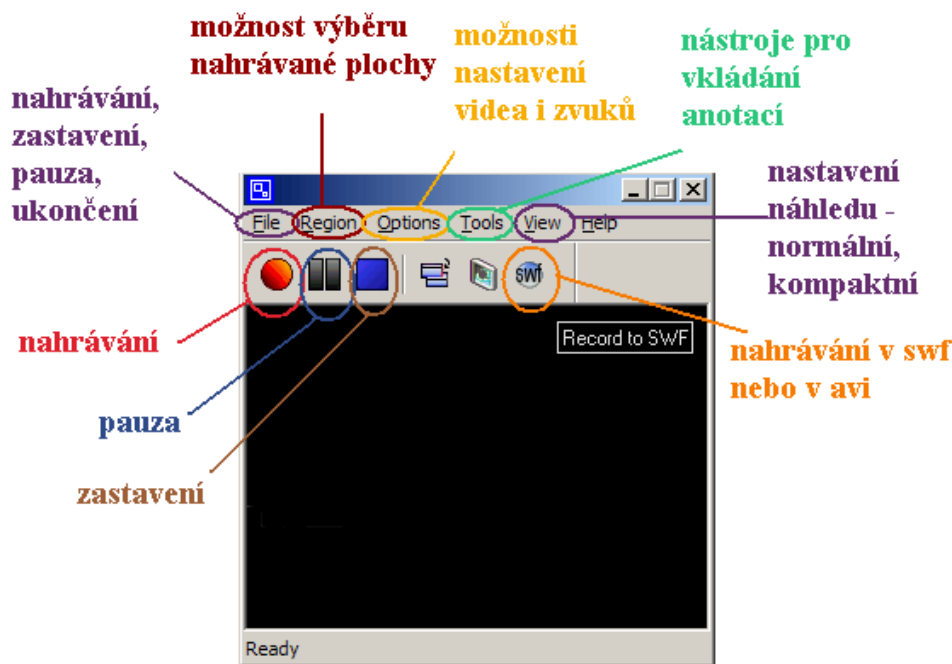 možnost výběru
nahrávané plochy
možnosti
nastavení
videa i zvuků
nástroje pro
vkládání
anotací
nahrávání,
zastavení,
pauza,
ukončení
nastavení
náhledu -
normální,
kompaktní
File Region Options Tools View Help
swf
Record to SWF
nahrávání
nahrávání v swf
nebo v avi
pauza
zastavení
Ready